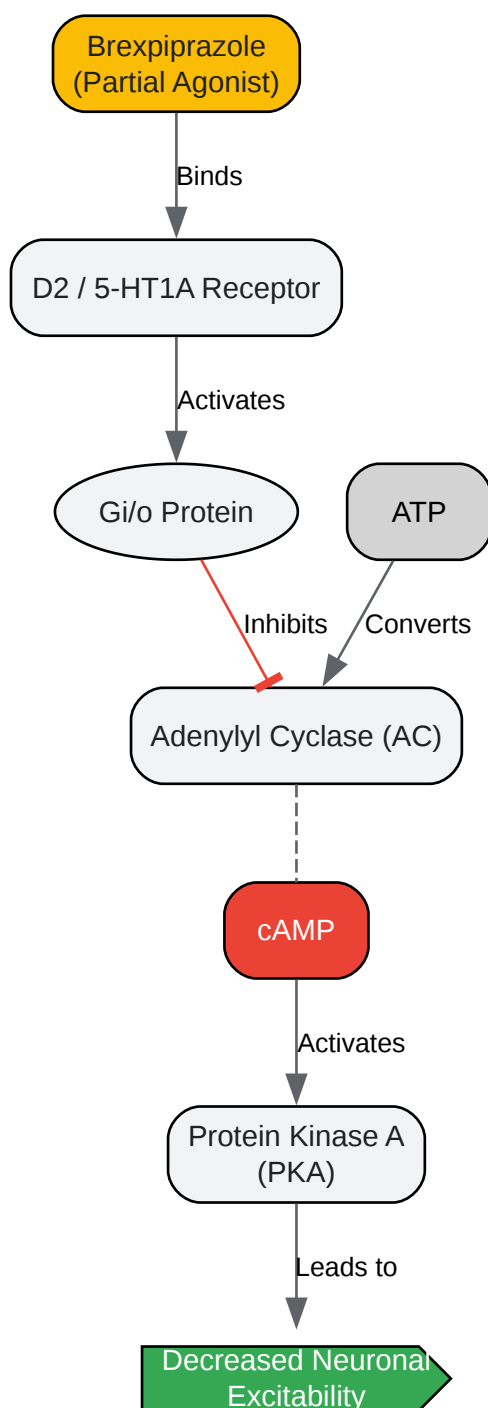 Brexpiprazole
(Partial Agonist)
Binds
D2 / 5-HT1A Receptor
Activates
Gi/o Protein
ATP
Inhibits
Converts
Adenylyl Cyclase (AC)
cAMP
Activates
Protein Kinase A
(PKA)
Leads to
Decreased Neuronal
Excitability